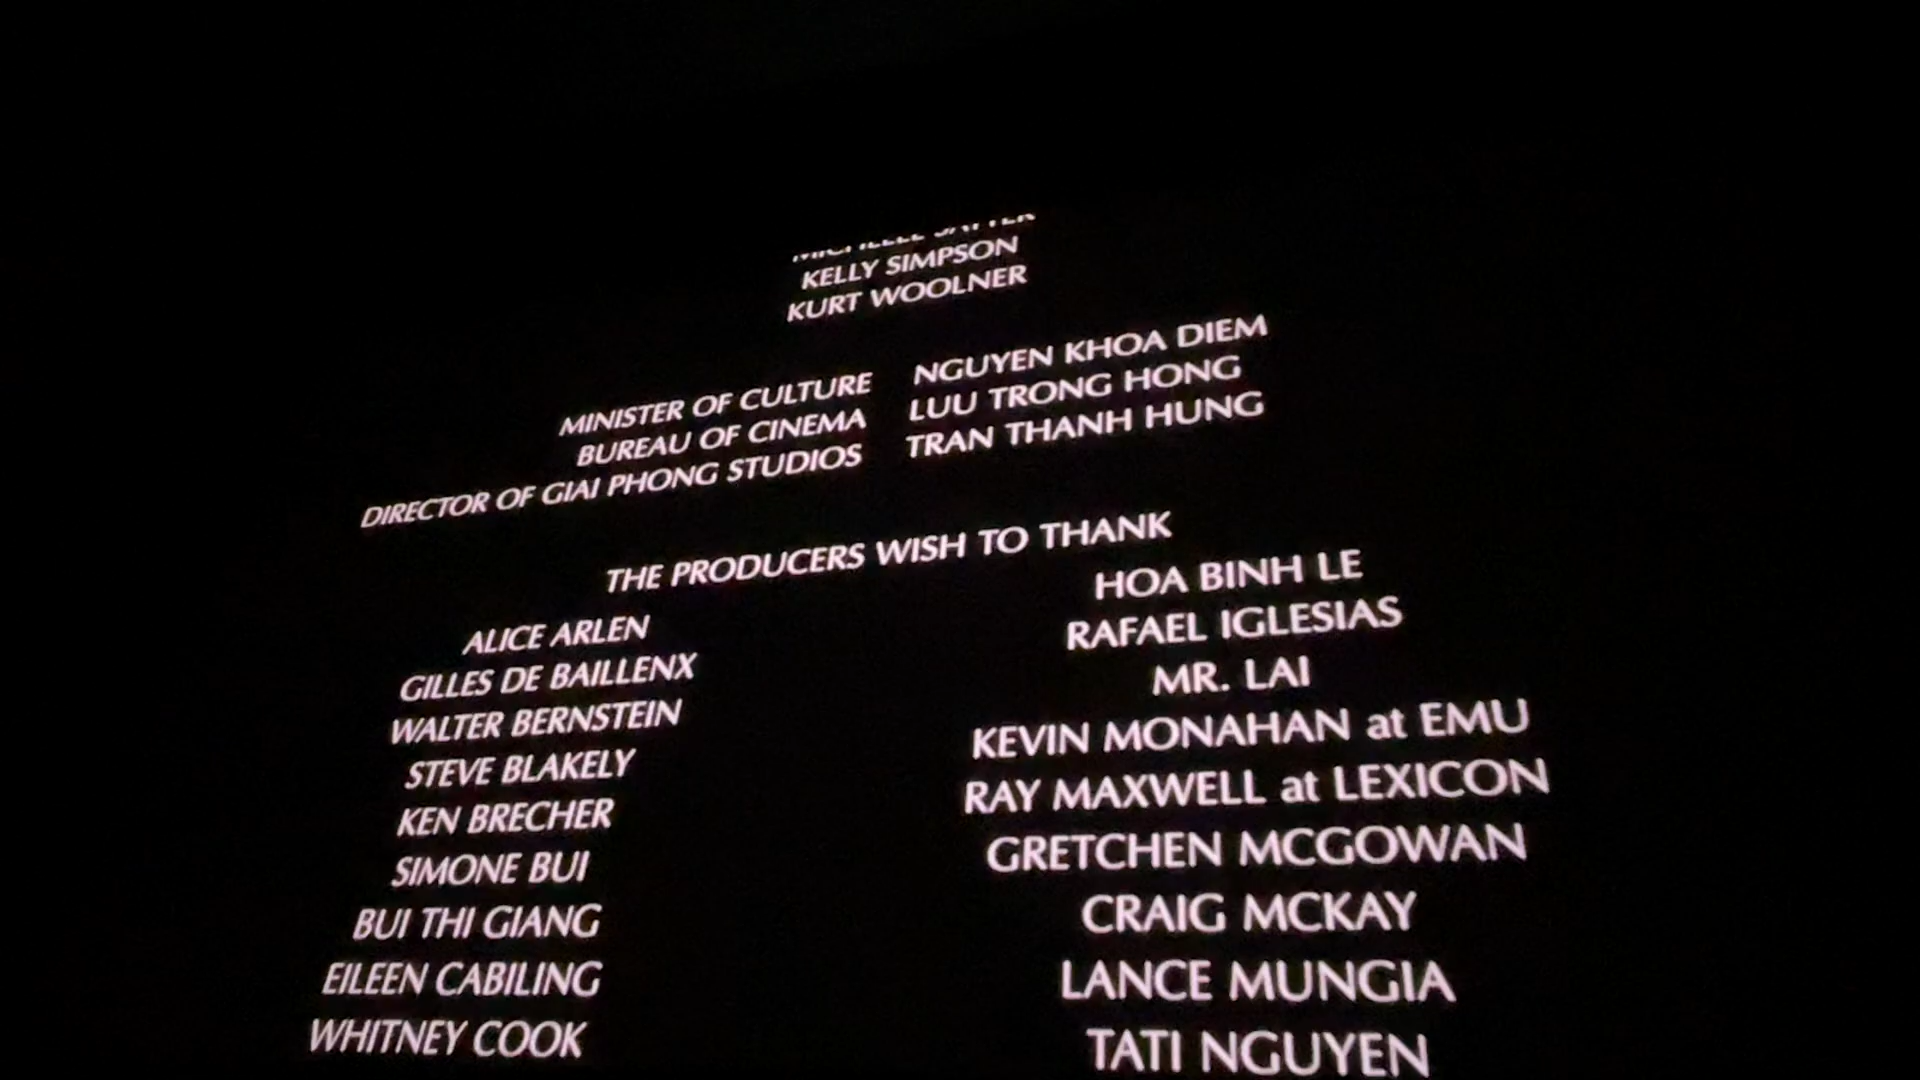 KELLY SIMPSON
KURT WOOLNER
MINISTER OF CULTURE NGUYEN KHOA DIEM
BUREAU OF CINEMA LUU TRONG HONG
DIRECTOR OF GIAI PHONG STUDIOS TRAN THANH HUNG
THE PRODUCERS WISH TO THANK
ALICE ARLEN
GILLES DE BAILLENX
WALTER BERNSTEIN
STEVE BLAKELY
KEN BRECHER
SIMONE BUI
BUI THI GIANG
EILEEN CABILING
WHITNEY COOK
HOA BINH LE
RAFAEL IGLESIAS
MR. LAI
KEVIN MONAHAN at EMU
RAY MAXWELL at LEXICON
GRETCHEN MCGOWAN
CRAIG MCKAY
LANCE MUNGIA
TATI NGUYEN